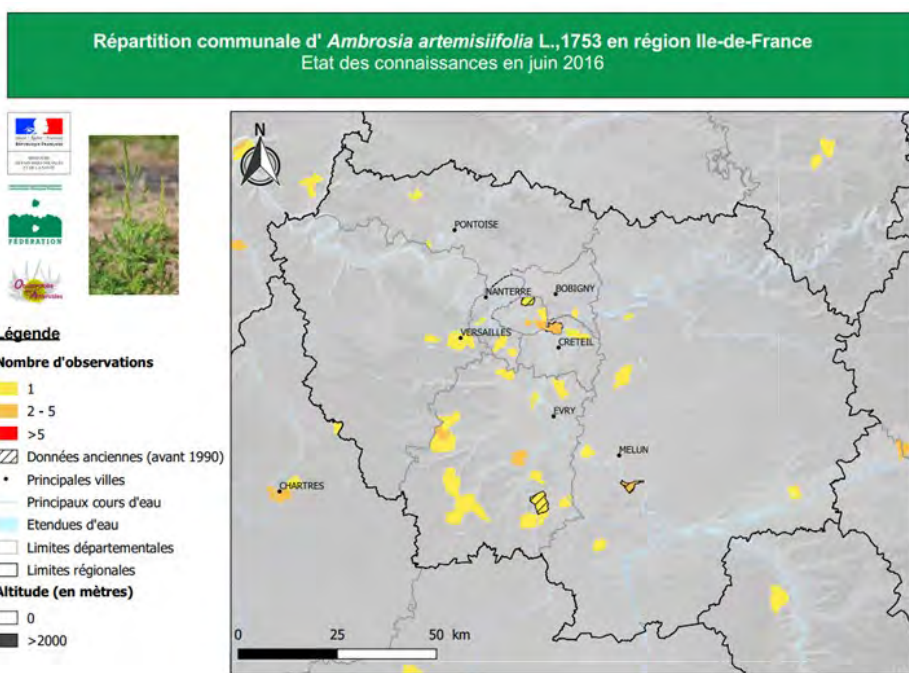 Répartition communale d' Ambrosia artemisiifolia L.,1753 en région Ile-de-France
Etat des connaissances en juin 2016
RÉPUBLIQUE FRANÇAISE
FEDERATION
N
PONTOISE
NANTERRE
BOBIGNY
VERSAILLES
CRETEIL
EVRY
MELUN
CHARTRES
0 25 50 km
Légende
Nombre d'observations
1
2 - 5
>5
Données anciennes (avant 1990)
Principales villes
Principaux cours d'eau
Etendues d'eau
Limites départementales
Limites régionales
Altitude (en mètres)
0
>2000